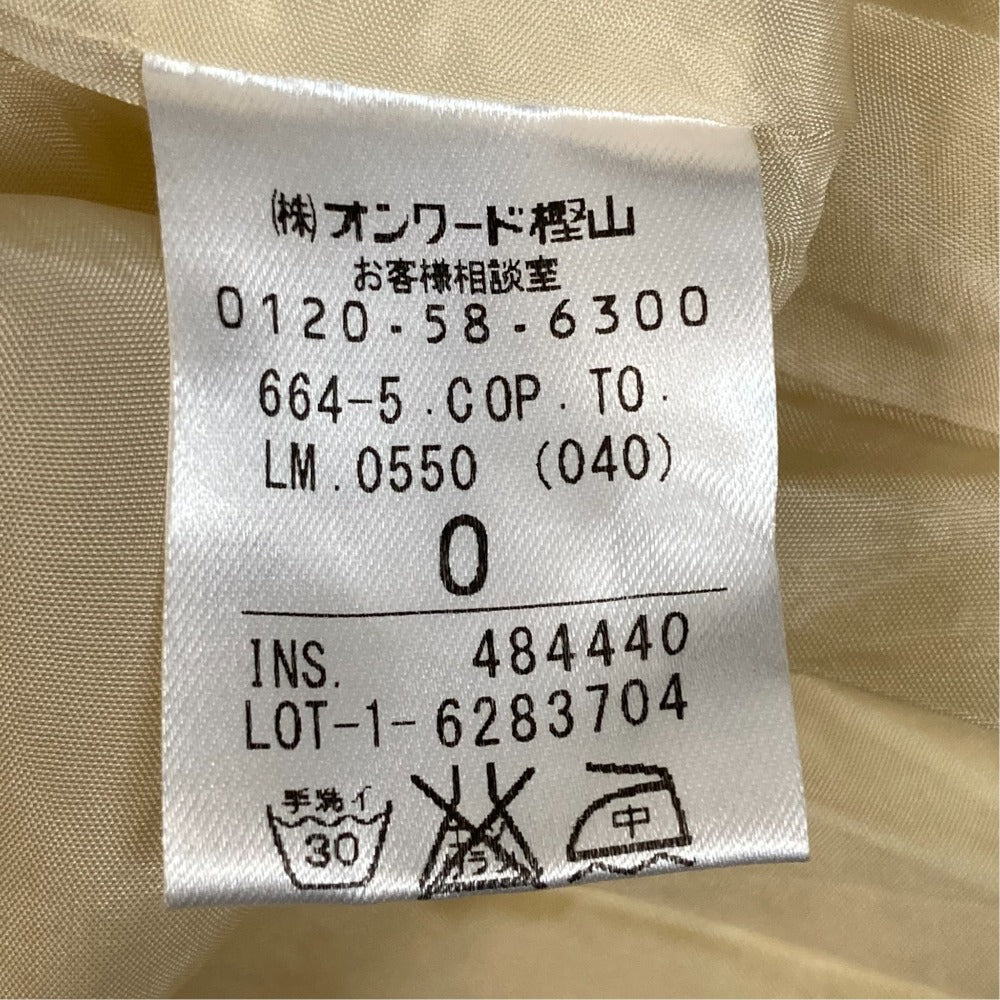 (株)オンワード樫山
お客様相談室
0120-58-6300
664-5.COP.TO.
LM.0550 (040)
0
INS. 484440
LOT-1-6283704
手洗イ
30
中